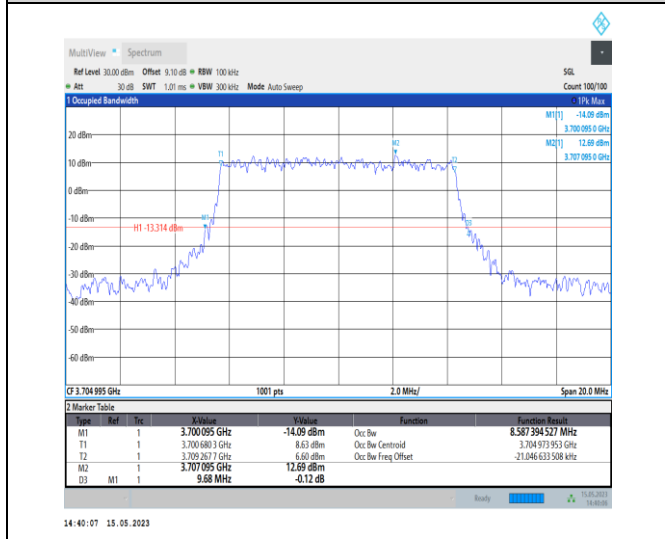 MultiView Spectrum
Ref Level 30.00 dBm Offset 9.10 dB RBW 100 kHz SGL
Att 30 dB SWT 1.01 ms VBW 300 kHz Mode Auto Sweep Count 100/100
1 Occupied Bandwidth 1Pk Max
M1[1] -14.09 dBm
3.700 095 0 GHz
M2[1] 12.69 dBm
3.707 095 0 GHz
20 dBm
M2
T1
T2
10 dBm
0 dBm
-10 dBm
M1
D3
H1 -13.314 dBm
-20 dBm
-30 dBm
-40 dBm
-50 dBm
-60 dBm
CF 3.704 995 GHz 1001 pts 2.0 MHz/ Span 20.0 MHz
2 Marker Table
Type Ref Trc X-Value Y-Value Function Function Result
M1 1 3.700 095 GHz -14.09 dBm Occ Bw 8.587 394 527 MHz
T1 1 3.700 680 3 GHz 8.63 dBm Occ Bw Centroid 3.704 973 953 GHz
T2 1 3.709 267 7 GHz 6.60 dBm Occ Bw Freq Offset -21.046 633 508 kHz
M2 1 3.707 095 GHz 12.69 dBm
D3 M1 1 9.68 MHz -0.12 dB
Ready 15.05.2023
14:40:06
14:40:07 15.05.2023